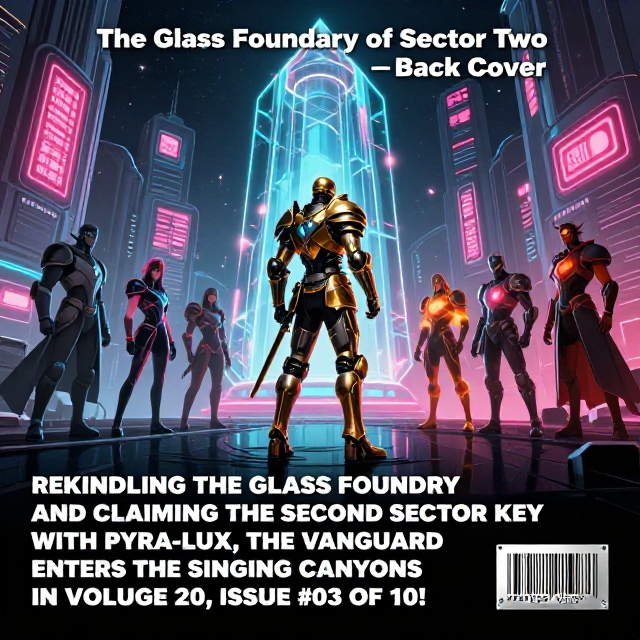 The Glass Foundary of Sector Two
— Back Cover
REKINDLING THE GLASS FOUNDRY
AND CLAIMING THE SECOND SECTOR KEY
WITH PYRA-LUX, THE VANGUARD
ENTERS THE SINGING CANYONS
IN VOLUGE 20, ISSUE #03 OF 10!